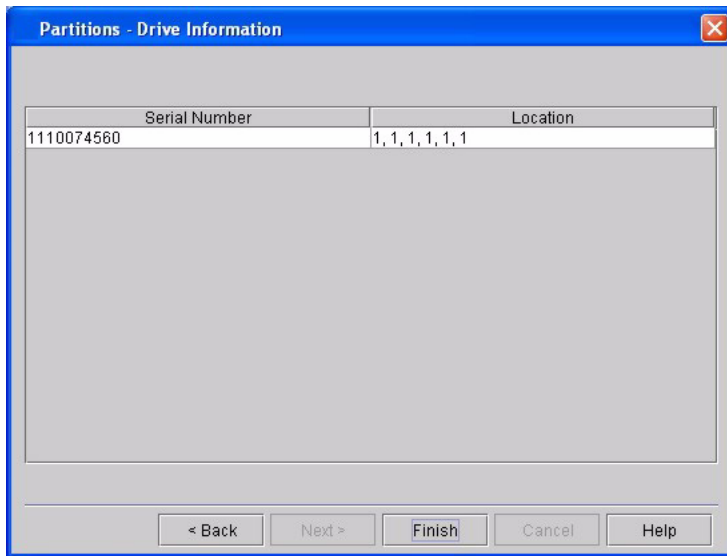 Partitions - Drive Information
Serial Number Location
1110074560 1, 1, 1, 1, 1, 1
< Back Next > Finish Cancel Help